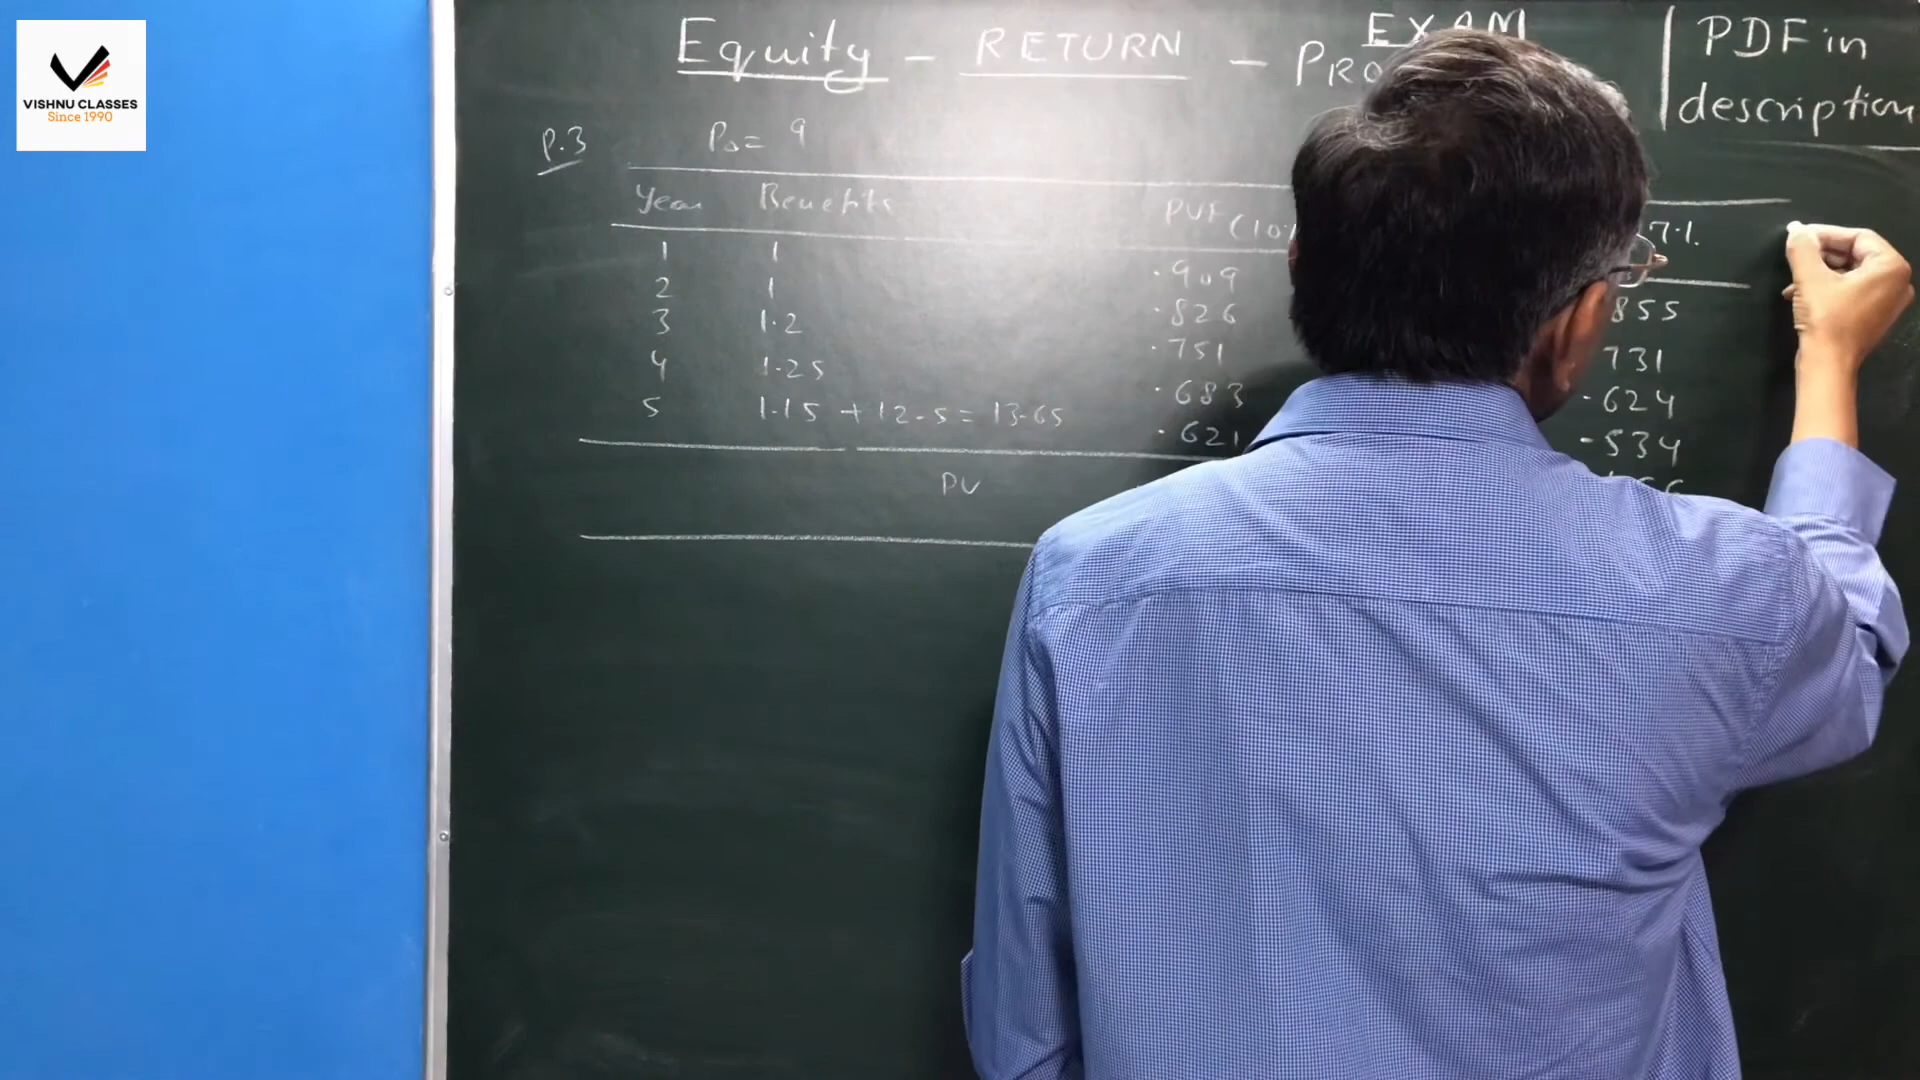 VISHNU CLASSES
Since 1990
Equity - RETURN - PRO
EXAM
PDF in
description
P.3 P₀ = 9
Year Benefits PVF (10% 7%.
1 1 .909 855
2 1 .826 731
3 1.2 .751 .624
4 1.25 .683 .534
5 1.15 + 12.5 = 13.65 .621
PV